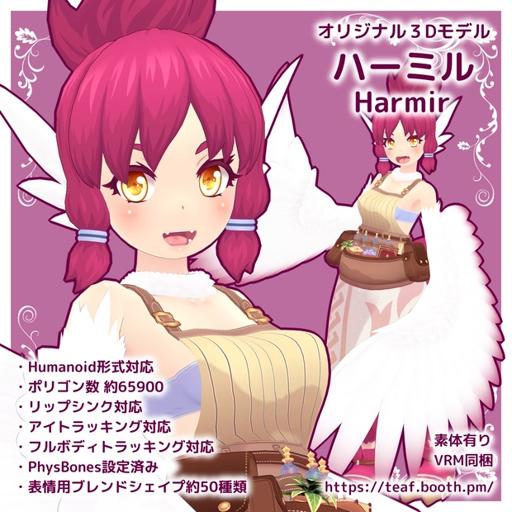 オリジナル３Dモデル
ハーミル
Harmir
・Humanoid形式対応
・ポリゴン数 約65900
・リップシンク対応
・アイトラッキング対応
・フルボディトラッキング対応
・PhysBones設定済み
・表情用ブレンドシェイプ約50種類
素体有り
VRM同梱
https://teaf.booth.pm/